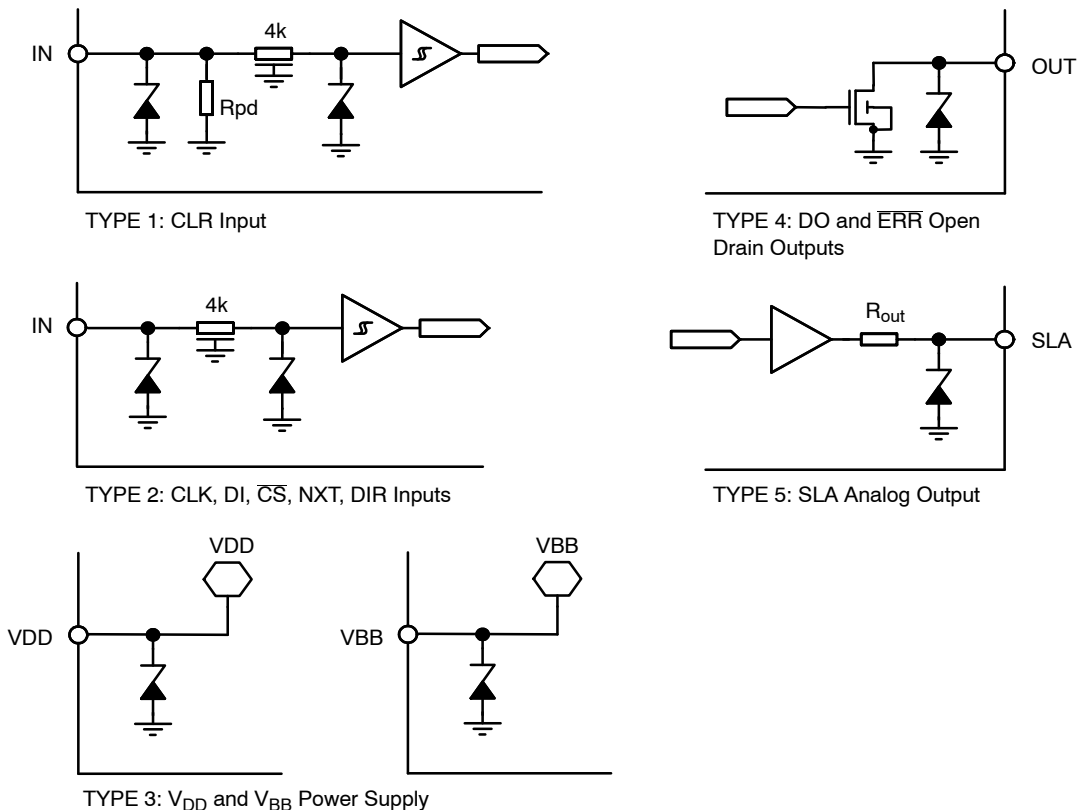 IN
4k
Rpd
TYPE 1: CLR Input
OUT
TYPE 4: DO and E̅R̅R̅ Open
Drain Outputs
IN
4k
TYPE 2: CLK, DI, C̅S̅, NXT, DIR Inputs
Rout
SLA
TYPE 5: SLA Analog Output
VDD
VDD
VBB
VBB
TYPE 3: VDD and VBB Power Supply